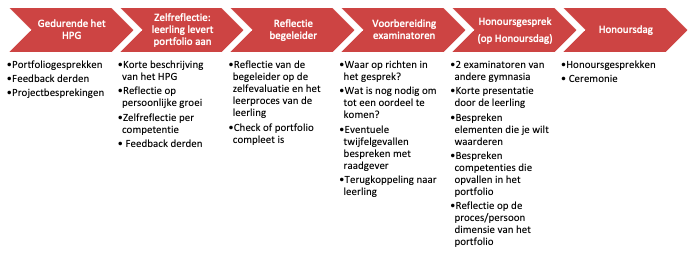 Gedurende het
HPG
•Portfoliogesprekken
•Feedback derden
•Projectbesprekingen
Zelfreflectie:
leerling levert
portfolio aan
•Korte beschrijving
van het HPG
•Reflectie op
persoonlijke groei
•Zelfreflectie per
competentie
• Feedback derden
Reflectie
begeleider
•Reflectie van de
begeleider op de
zelfevaluatie en het
leerproces van de
leerling
•Check of portfolio
compleet is
Voorbereiding
examinatoren
•Waar op richten in
het gesprek?
•Wat is nog nodig om
tot een oordeel te
komen?
•Eventuele
twijfelgevallen
bespreken met
raadgever
•Terugkoppeling naar
leerling
Honoursgesprek
(op Honoursdag)
•2 examinatoren van
andere gymnasia
•Korte presentatie
door de leerling
•Bespreken
elementen die je wilt
waarderen
•Bespreken
competenties die
opvallen in het
portfolio
•Reflectie op de
proces/persoon
dimensie van het
portfolio
Honoursdag
•Honoursgesprekken
• Ceremonie